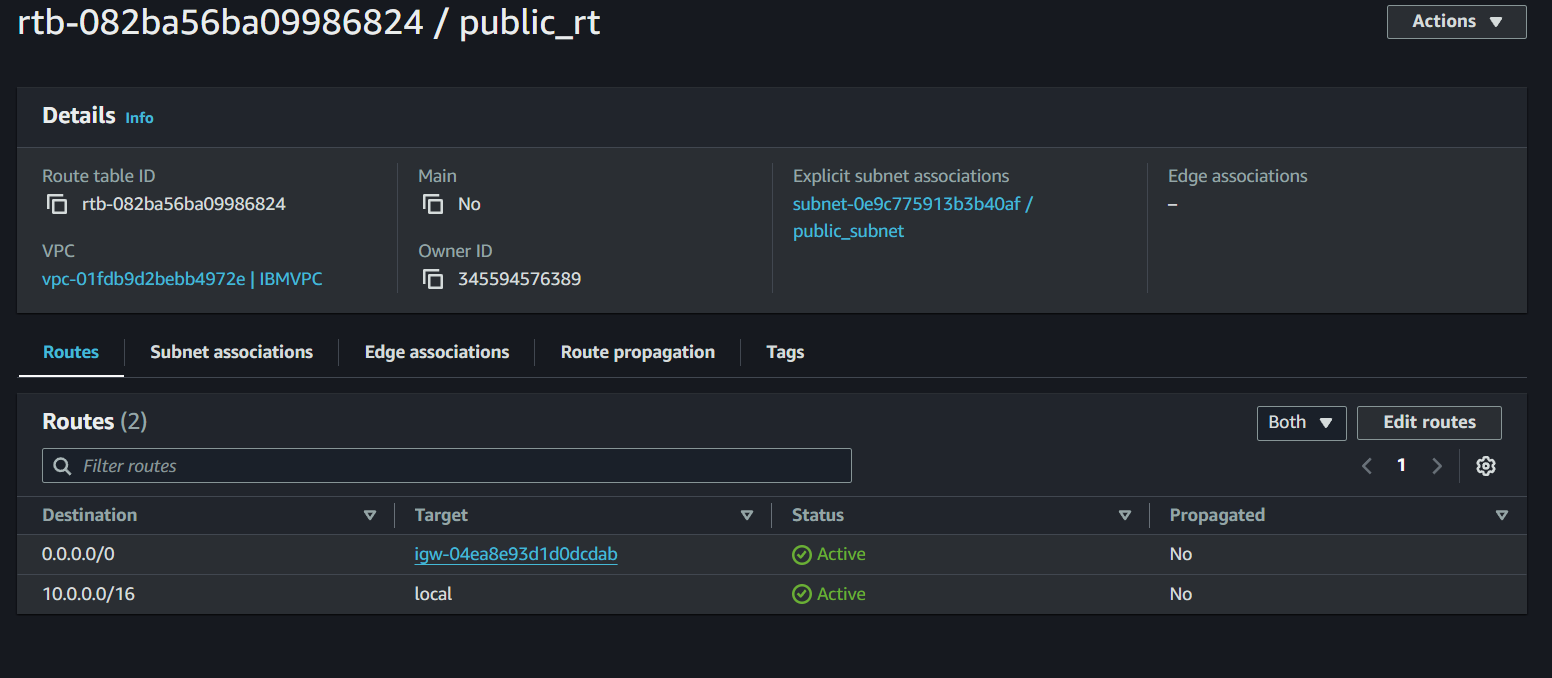 rtb-082ba56ba09986824 / public_rt
Actions
Details Info
Route table ID
rtb-082ba56ba09986824
Main
No
Explicit subnet associations
subnet-0e9c775913b3b40af /
public_subnet
Edge associations
–
VPC
vpc-01fdb9d2bebb4972e | IBMVPC
Owner ID
345594576389
Routes Subnet associations Edge associations Route propagation Tags
Routes (2)
Both Edit routes
Filter routes
1
Destination Target Status Propagated
0.0.0.0/0 igw-04ea8e93d1d0dcdab Active No
10.0.0.0/16 local Active No